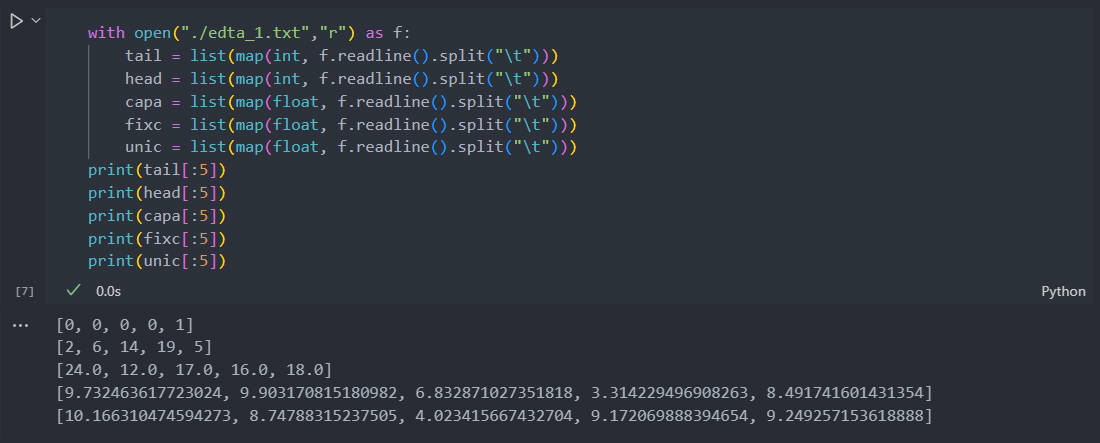 with open("./edta_1.txt","r") as f:
tail = list(map(int, f.readline().split("\t")))
head = list(map(int, f.readline().split("\t")))
capa = list(map(float, f.readline().split("\t")))
fixc = list(map(float, f.readline().split("\t")))
unic = list(map(float, f.readline().split("\t")))
print(tail[:5])
print(head[:5])
print(capa[:5])
print(fixc[:5])
print(unic[:5])
[7] 0.0s Python
[0, 0, 0, 0, 1]
[2, 6, 14, 19, 5]
[24.0, 12.0, 17.0, 16.0, 18.0]
[9.732463617723024, 9.903170815180982, 6.832871027351818, 3.314229496908263, 8.491741601431354]
[10.166310474594273, 8.74788315237505, 4.023415667432704, 9.172069888394654, 9.249257153618888]